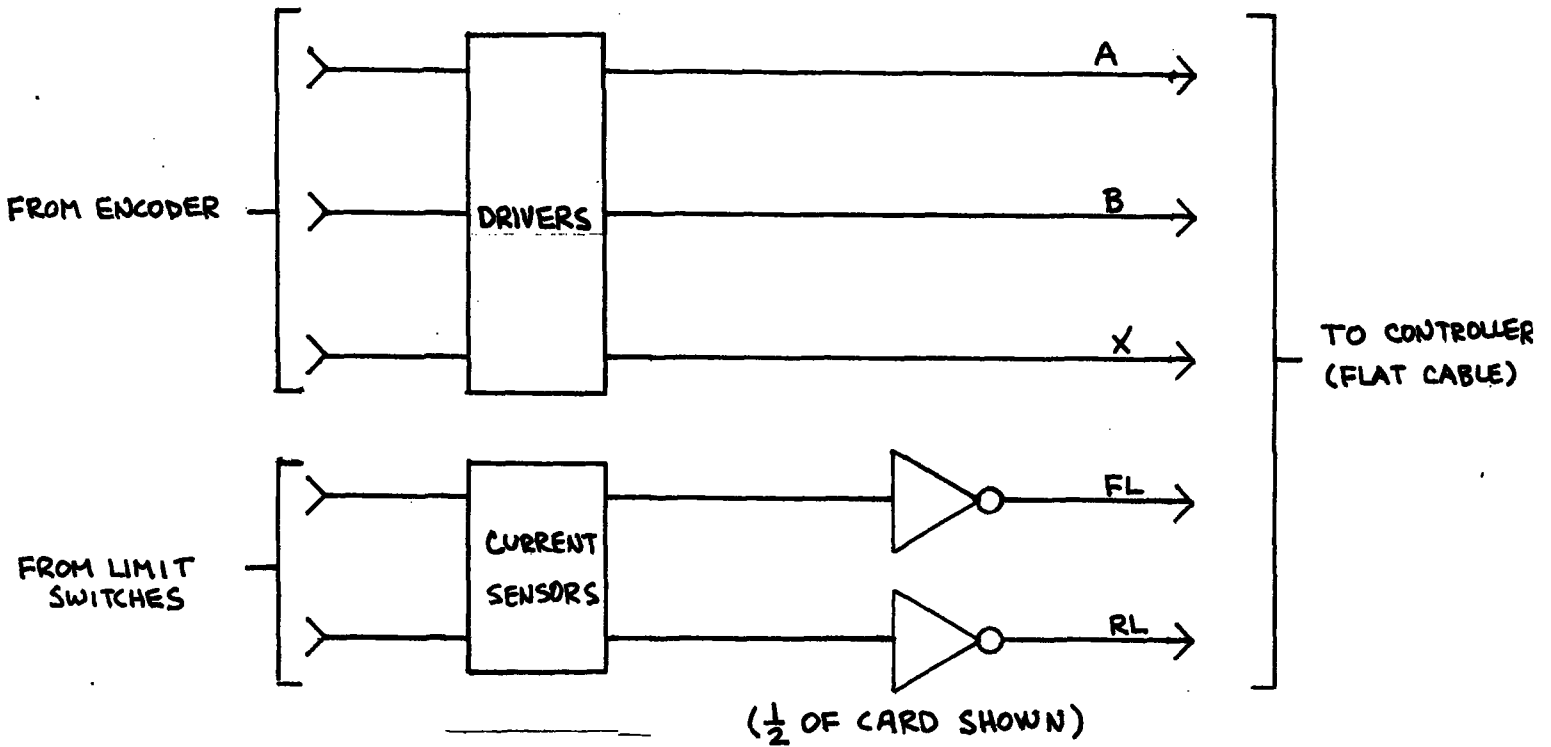 A
FROM ENCODER
B
DRIVERS
X
TO CONTROLLER
(FLAT CABLE)
FL
CURRENT
SENSORS
FROM LIMIT
SWITCHES
RL
(1/2 OF CARD SHOWN)